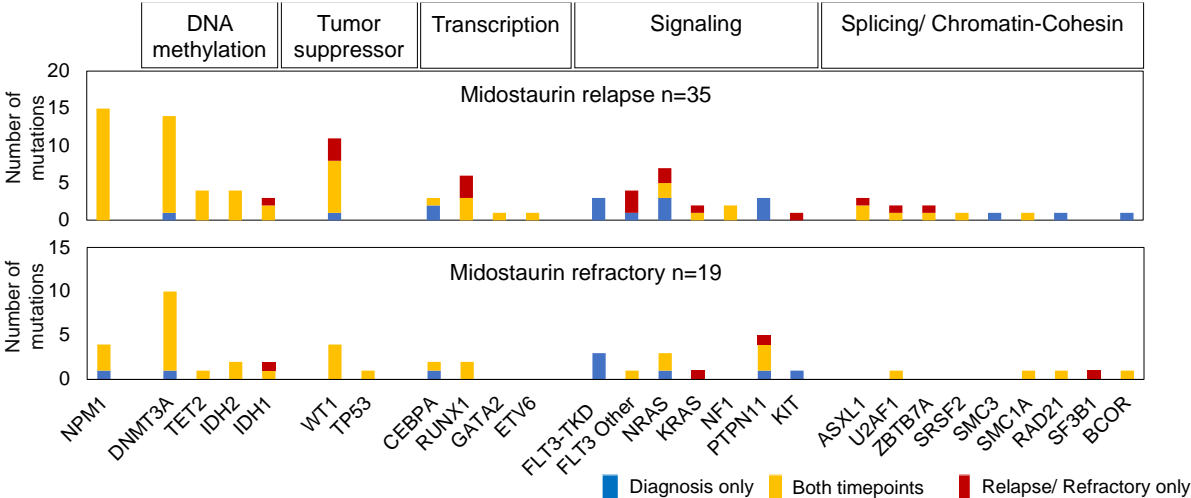 DNA methylation
Tumor suppressor
Transcription
Signaling
Splicing/ Chromatin-Cohesin
Midostaurin relapse n=35
Number of
mutations
20
15
10
5
0
Midostaurin refractory n=19
Number of
mutations
15
10
5
0
NPM1
DNMT3A
TET2
IDH2
IDH1
WT1
TP53
CEBPA
RUNX1
GATA2
ETV6
FLT3-TKD
FLT3 Other
NRAS
KRAS
NF1
PTPN11
KIT
ASXL1
U2AF1
ZBTB7A
SRSF2
SMC3
SMC1A
RAD21
SF3B1
BCOR
Diagnosis only
Both timepoints
Relapse/ Refractory only